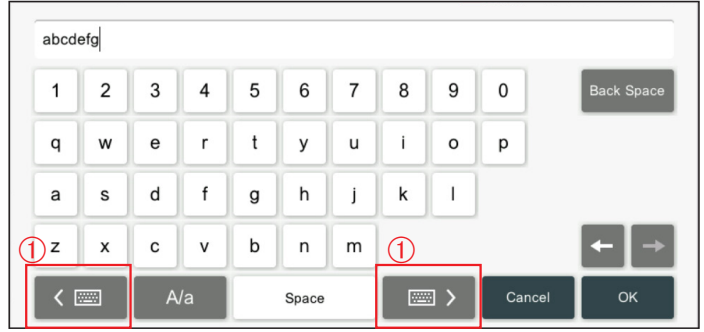 abcdefg
1 2 3 4 5 6 7 8 9 0 Back Space
q w e r t y u i o p
a s d f g h j k l
① z x c v b n m ①
< A/a Space > Cancel OK